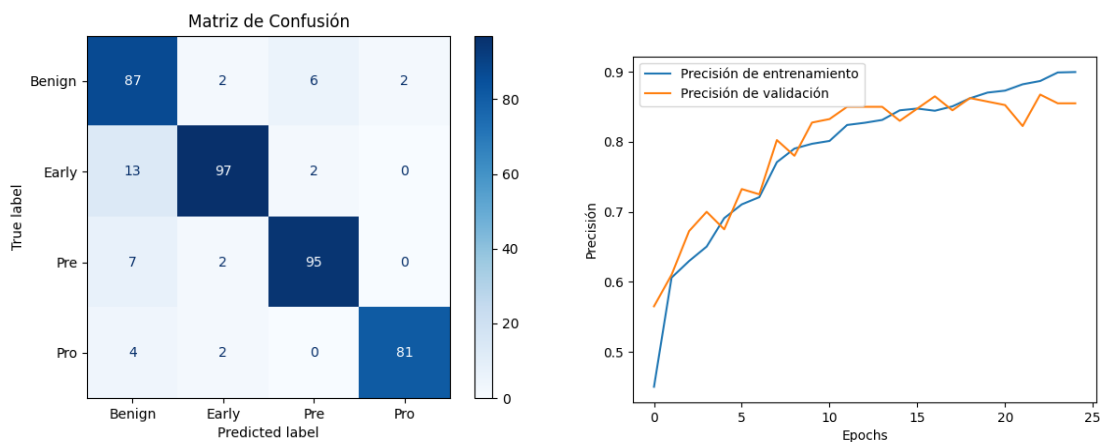 Matriz de Confusión
True label
Benign
87 2 6 2
Early
13 97 2 0
Pre
7 2 95 0
Pro
4 2 0 81
Benign Early Pre Pro
Predicted label
80
60
40
20
0
Precisión de entrenamiento
Precisión de validación
Precisión
0.9
0.8
0.7
0.6
0.5
0 5 10 15 20 25
Epochs